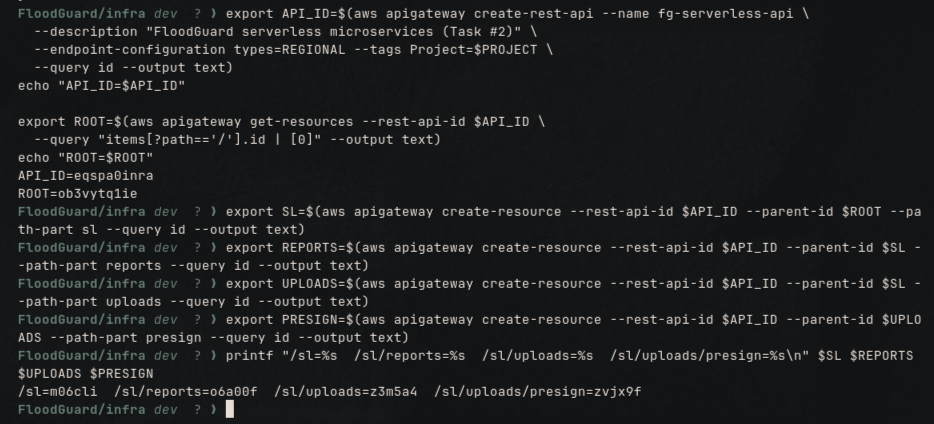 FloodGuard/infra dev ? ❯ export API_ID=$(aws apigateway create-rest-api --name fg-serverless-api \
--description "FloodGuard serverless microservices (Task #2)" \
--endpoint-configuration types=REGIONAL --tags Project=$PROJECT \
--query id --output text)
echo "API_ID=$API_ID"
export ROOT=$(aws apigateway get-resources --rest-api-id $API_ID \
--query "items[?path=='/'].id | [0]" --output text)
echo "ROOT=$ROOT"
API_ID=eqspa0inra
ROOT=ob3vytq1ie
FloodGuard/infra dev ? ❯ export SL=$(aws apigateway create-resource --rest-api-id $API_ID --parent-id $ROOT --pa
th-part sl --query id --output text)
FloodGuard/infra dev ? ❯ export REPORTS=$(aws apigateway create-resource --rest-api-id $API_ID --parent-id $SL -
-path-part reports --query id --output text)
FloodGuard/infra dev ? ❯ export UPLOADS=$(aws apigateway create-resource --rest-api-id $API_ID --parent-id $SL -
-path-part uploads --query id --output text)
FloodGuard/infra dev ? ❯ export PRESIGN=$(aws apigateway create-resource --rest-api-id $API_ID --parent-id $UPLO
ADS --path-part presign --query id --output text)
FloodGuard/infra dev ? ❯ printf "/sl=%s  /sl/reports=%s  /sl/uploads=%s  /sl/uploads/presign=%s\n" $SL $REPORTS
$UPLOADS $PRESIGN
/sl=m06cli  /sl/reports=o6a00f  /sl/uploads=z3m5a4  /sl/uploads/presign=zvjx9f
FloodGuard/infra dev ? ❯